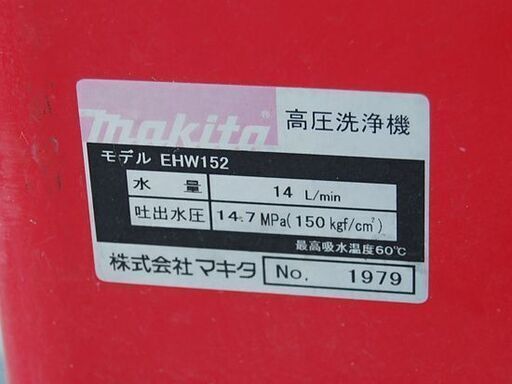 makita® 高圧洗浄機
モデル EHW152
水量 14 L/min
吐出水圧 14.7 MPa(150 kgf/cm²)
最高吸水温度60℃
株式会社マキタ No. 1979